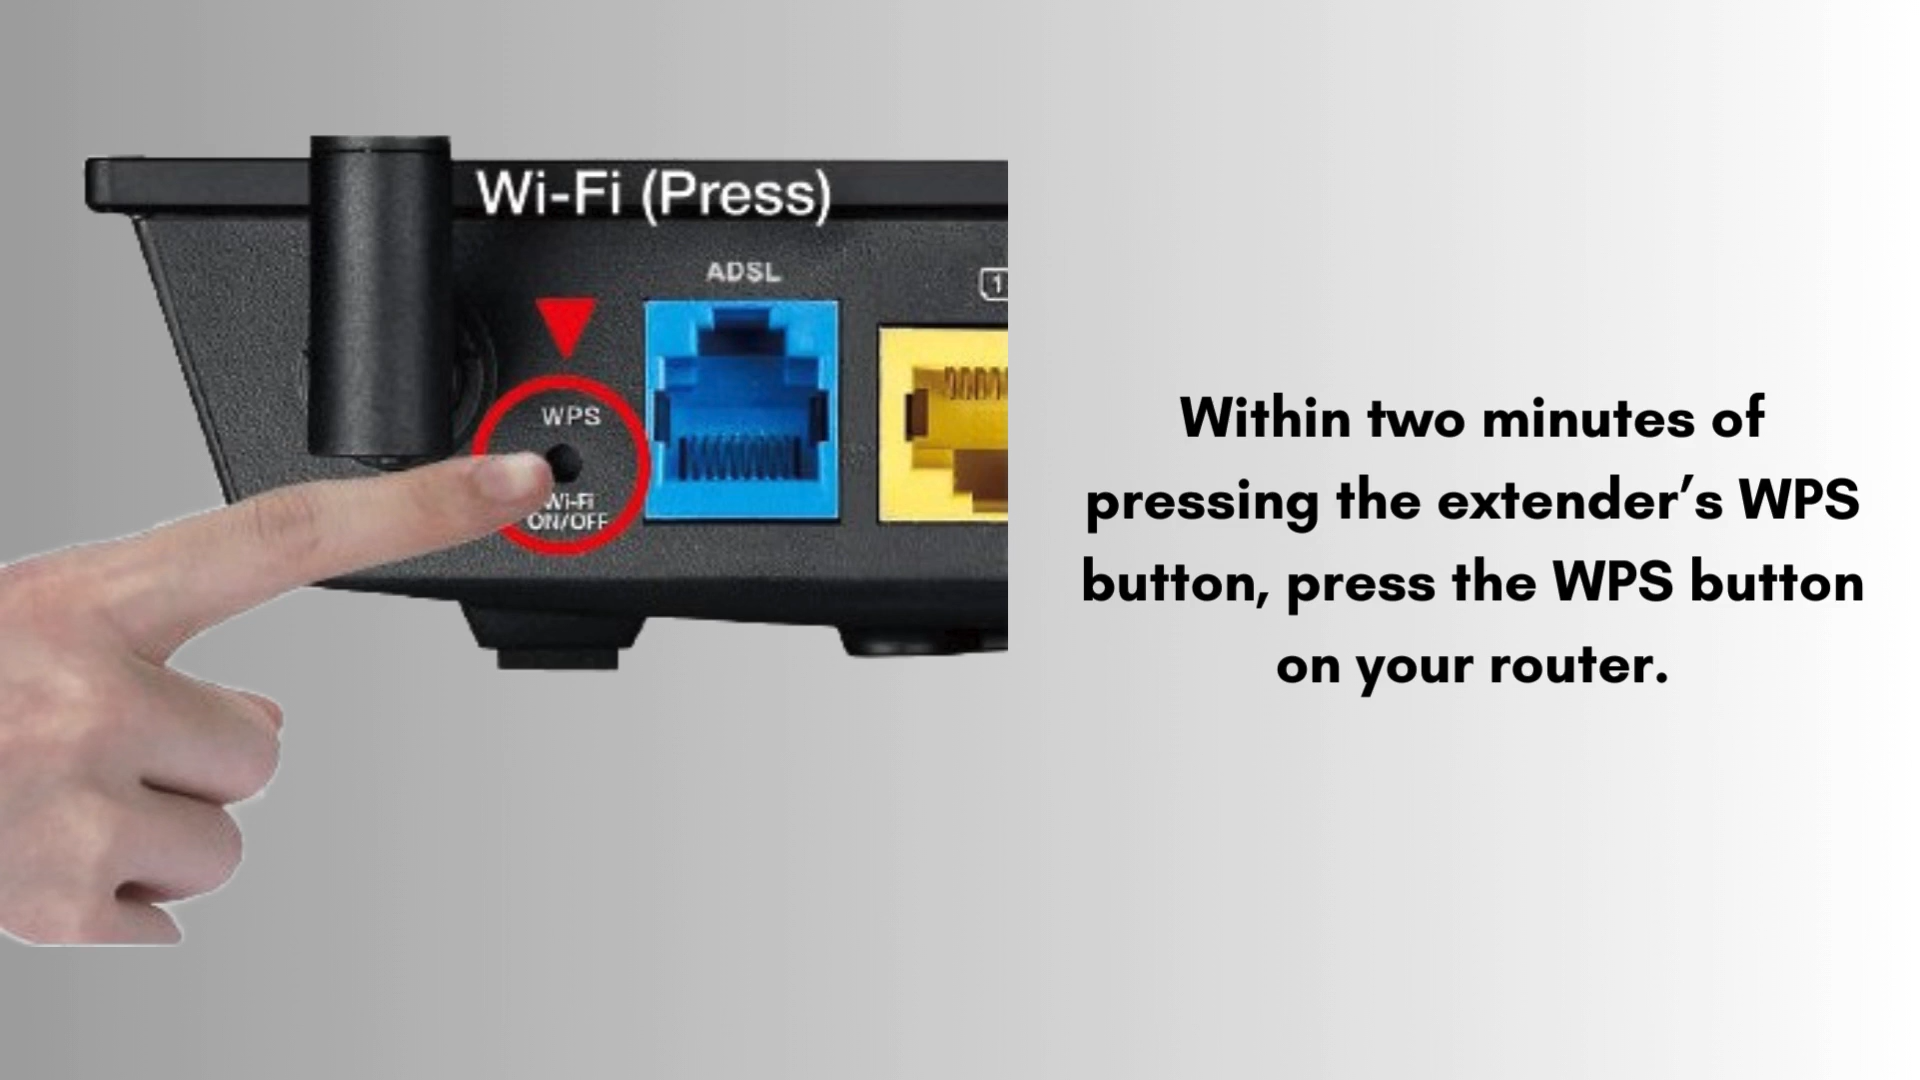 Wi-Fi (Press)
ADSL
1
WPS
Wi-Fi
ON/OFF
Within two minutes of
pressing the extender’s WPS
button, press the WPS button
on your router.